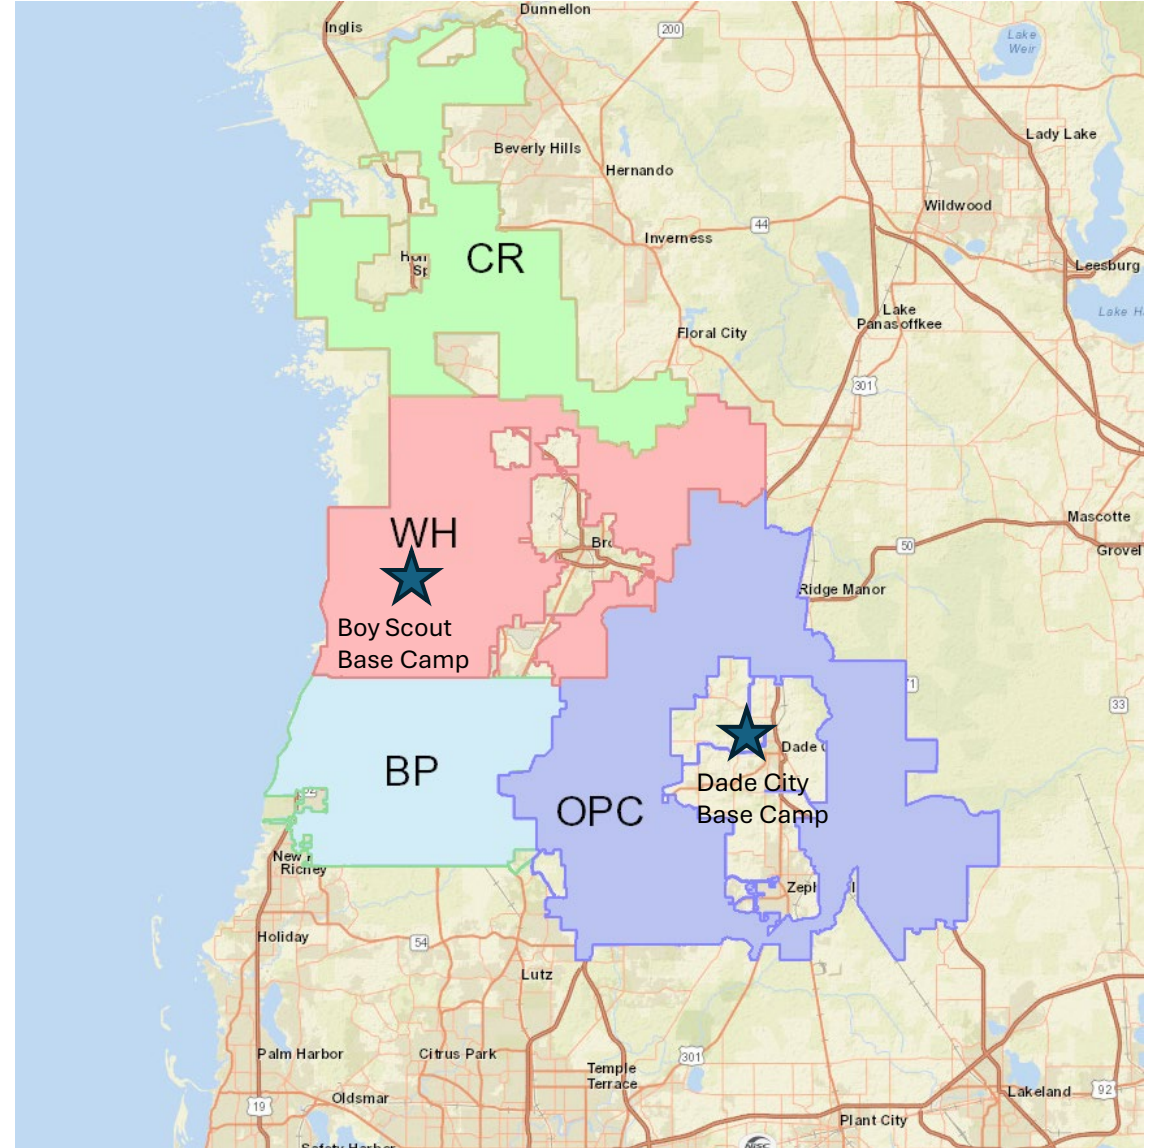 Dunnellon
Inglis
200
Lake
Weir
Lady Lake
Beverly Hills
Hernando
Wildwood
44
Inverness
CR
Leesburg
Lake
Panasoffkee
Floral City
301
WH
Mascotte
50
Ridge Manor
Boy Scout
Base Camp
33
BP
Dade
Dade City
Base Camp
OPC
New
Richey
Holiday
54
Lutz
Palm Harbor
Citrus Park
301
Temple
Terrace
Oldsmar
19
Lakeland
92
Plant City